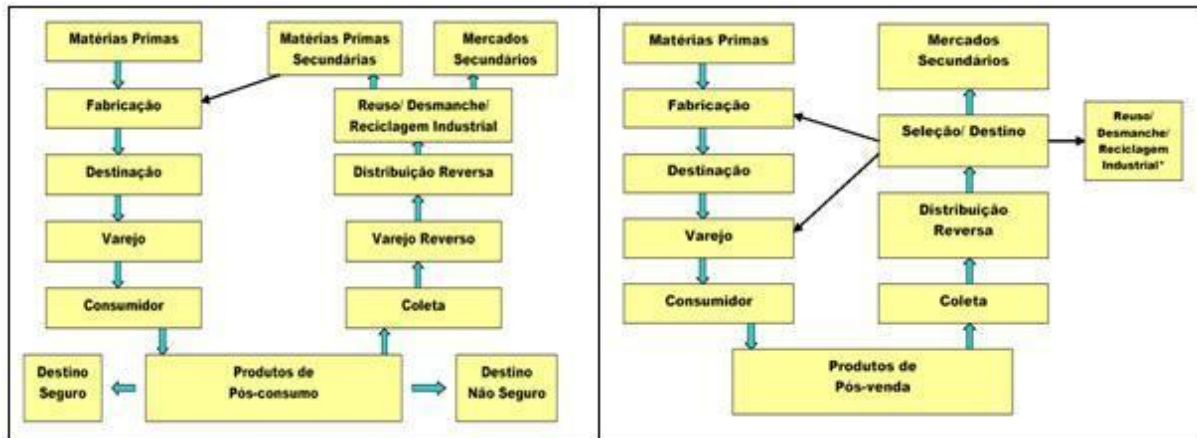 Matérias Primas
Matérias Primas
Secundárias
Mercados
Secundários
Fabricação
Reuso/ Desmanche/
Reciclagem Industrial
Destinação
Distribuição Reversa
Varejo
Varejo Reverso
Consumidor
Coleta
Destino
Seguro
Produtos de
Pós-consumo
Destino
Não Seguro
Matérias Primas
Mercados
Secundários
Fabricação
Seleção/ Destino
Reuso/
Desmanche/
Reciclagem
Industrial*
Destinação
Distribuição
Reversa
Varejo
Consumidor
Coleta
Produtos de
Pós-venda